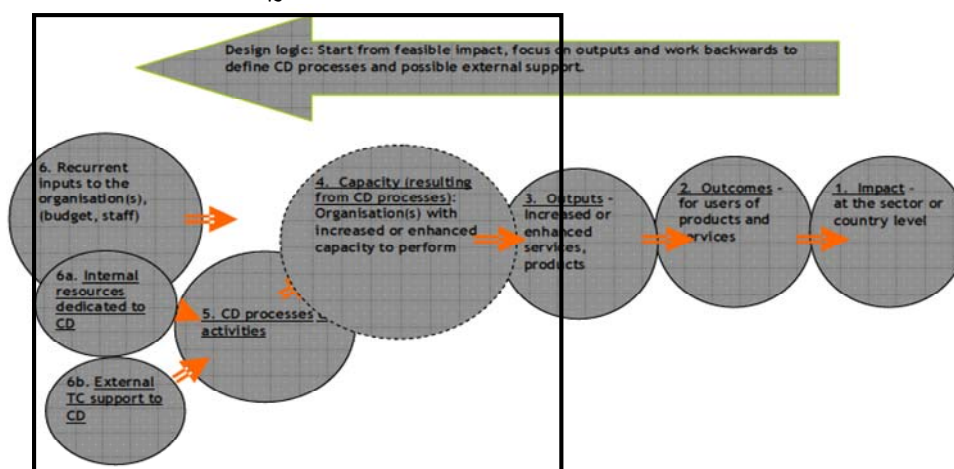 Design logic: Start from feasible impact, focus on outputs and work backwards to
define CD processes and possible external support.
6. Recurrent
inputs to the
organisation(s),
(budget, staff)
4. Capacity (resulting
from CD processes):
Organisation(s) with
increased or enhanced
capacity to perform
3. Outputs -
Increased or
enhanced
services,
products
2. Outcomes -
for users of
products and
services
1. Impact -
at the sector or
country level
6a. Internal
resources
dedicated to
CD
5. CD processes
activities
6b. External
TC support to
CD